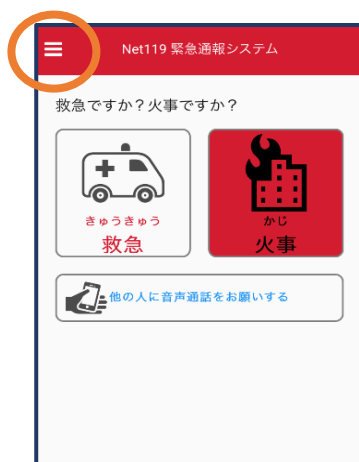 Net119 緊急通報システム
救急ですか？火事ですか？
きゅうきゅう
救急
かじ
火事
他の人に音声通話をお願いする